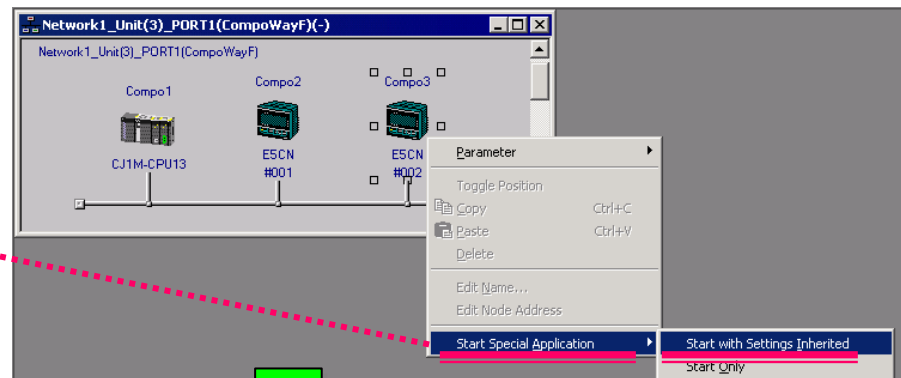 Network1_Unit(3)_PORT1(CompoWayF)(-)
Network1_Unit(3)_PORT1(CompoWayF)
Compo1
Compo2
Compo3
CJ1M-CPU13
E5CN
#001
E5CN
#002
Parameter
Toggle Position
Copy Ctrl+C
Paste Ctrl+V
Delete
Edit Name...
Edit Node Address
Start Special Application
Start with Settings Inherited
Start Only